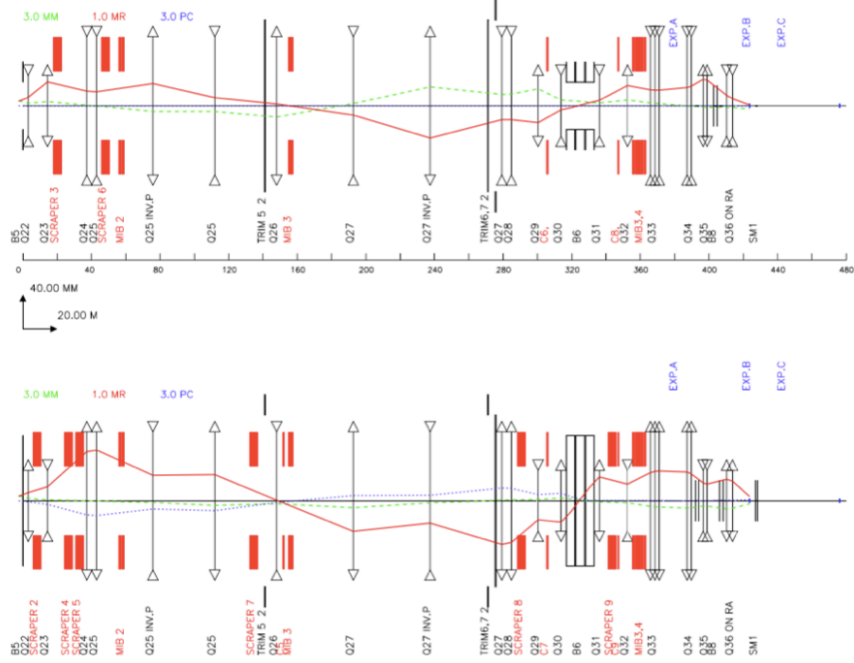 3.0 MM 1.0 MR 3.0 PC
EXP.A EXP.B EXP.C
B5 Q22 Q23 SCRAPER 3 Q24 Q25 SCRAPER 6 MIB 2 Q25 INV.P Q25 TRIM 5 2 Q26 MIB 3 Q27 Q27 INV.P TRIM6,7 2 Q27 Q28 Q29 C6, Q30 B6 Q31 C8, Q32 MIB3,4 Q33 Q34 Q35 B8 Q36 ON RA SM1
0 40 80 120 160 200 240 280 320 360 400 440 480
40.00 MM
20.00 M
3.0 MM 1.0 MR 3.0 PC
EXP.A EXP.B EXP.C
B5 Q22 SCRAPER 2 Q23 SCRAPER 4 SCRAPER 5 Q24 Q25 MIB 2 Q25 INV.P Q25 SCRAPER 7 TRIM 5 2 Q26 MIB 3 Q27 Q27 INV.P TRIM6,7 2 Q27 Q28 SCRAPER 8 Q29 C7 Q30 B6 Q31 SCRAPER 9 Q32 MIB3,4 Q33 Q34 Q35 B8 Q36 ON RA SM1